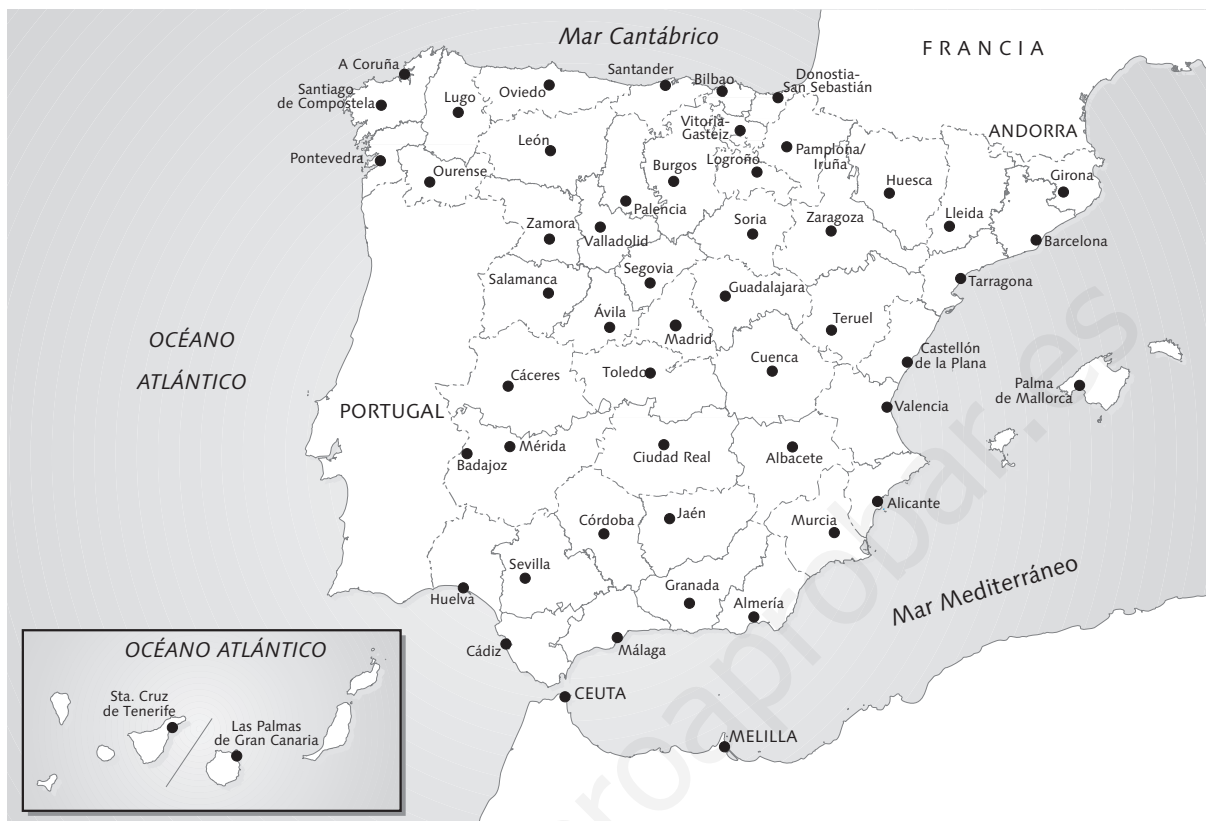 Mar Cantábrico
FRANCIA
A Coruña
Santiago
de Compostela
Lugo
Oviedo
Santander
Bilbao
Donostia-
San Sebastián
Vitoria-
Gasteiz
ANDORRA
Pontevedra
Ourense
León
Burgos
Logroño
Pamplona/
Iruña
Huesca
Girona
Palencia
Zamora
Valladolid
Soria
Zaragoza
Lleida
Barcelona
Salamanca
Segovia
Guadalajara
Tarragona
Ávila
Madrid
Teruel
OCÉANO
ATLÁNTICO
Cáceres
Toledo
Cuenca
Castellón
de la Plana
Palma
de Mallorca
PORTUGAL
Valencia
Mérida
Badajoz
Ciudad Real
Albacete
Alicante
Córdoba
Jaén
Murcia
Sevilla
Granada
Almería
Huelva
Mar Mediterráneo
Cádiz
Málaga
CEUTA
MELILLA
OCÉANO ATLÁNTICO
Sta. Cruz
de Tenerife
Las Palmas
de Gran Canaria
roaprobar.es